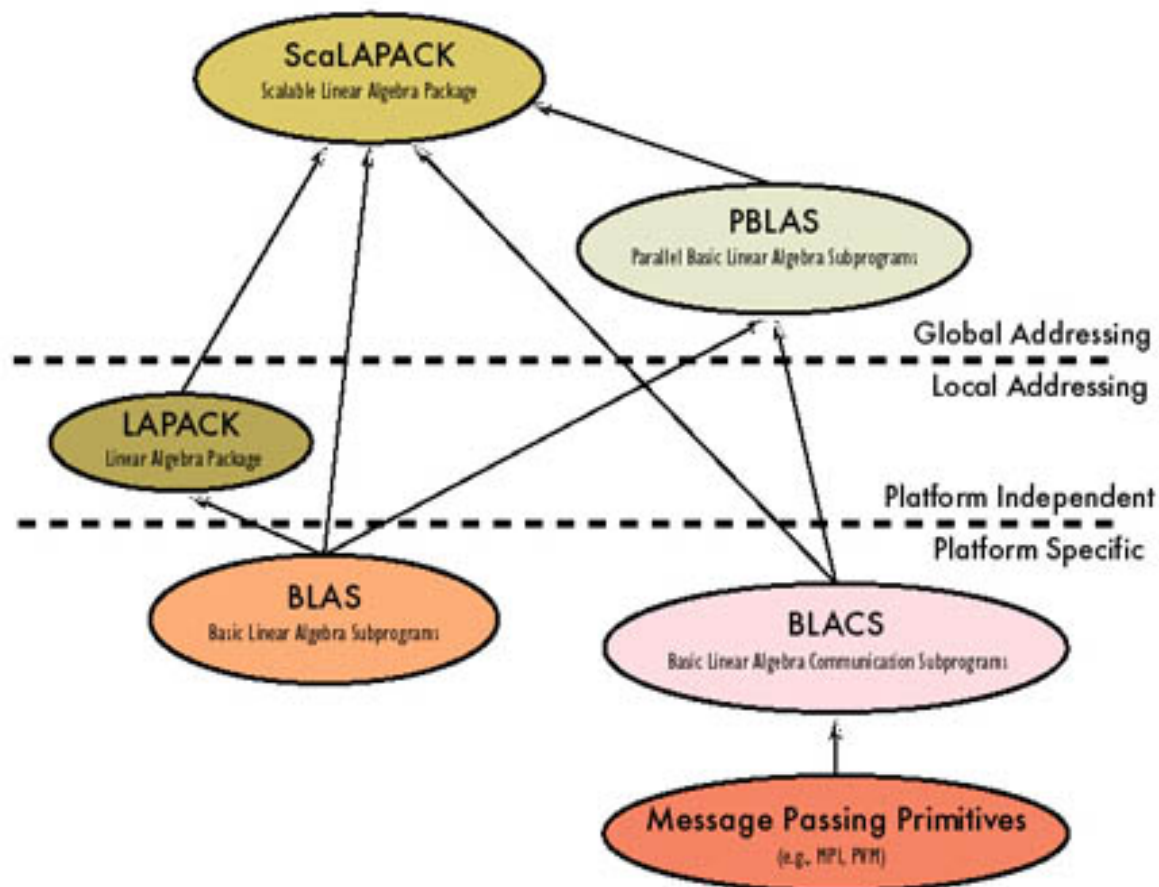 ScaLAPACK
Scalable Linear Algebra Package
PBLAS
Parallel Basic Linear Algebra Subprograms
Global Addressing
Local Addressing
LAPACK
Linear Algebra Package
Platform Independent
Platform Specific
BLAS
Basic Linear Algebra Subprograms
BLACS
Basic Linear Algebra Communication Subprograms
Message Passing Primitives
(e.g., MPI, PVM)